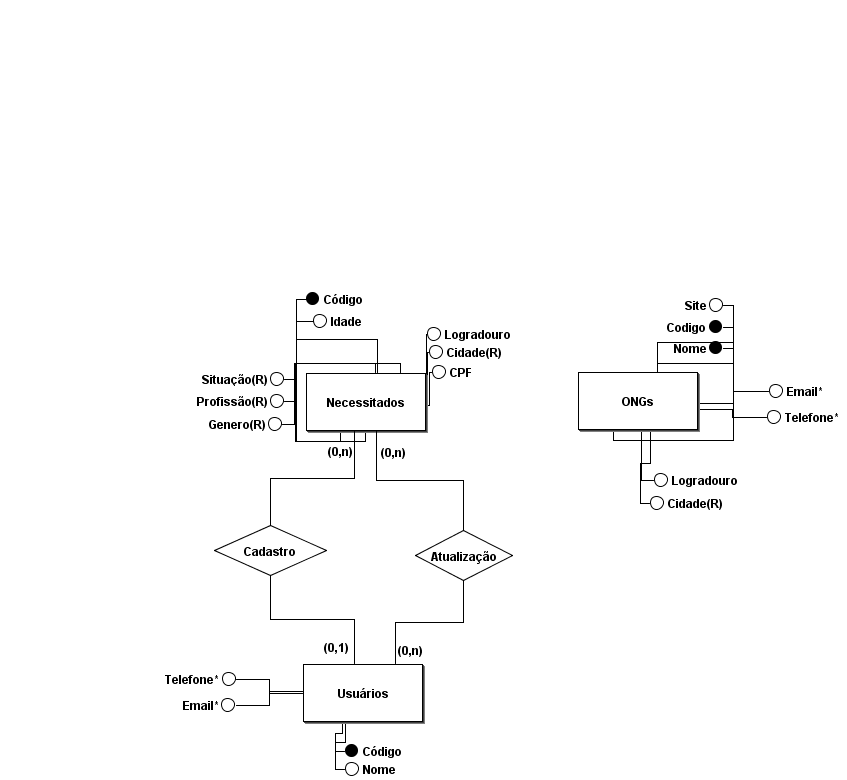 Código
Idade
Logradouro
Cidade(R)
CPF
Situação(R)
Profissão(R)
Genero(R)
Necessitados
(0,n)
(0,n)
Site
Codigo
Nome
ONGs
Email*
Telefone*
Logradouro
Cidade(R)
Cadastro
Atualização
(0,1)
(0,n)
Telefone*
Email*
Usuários
Código
Nome